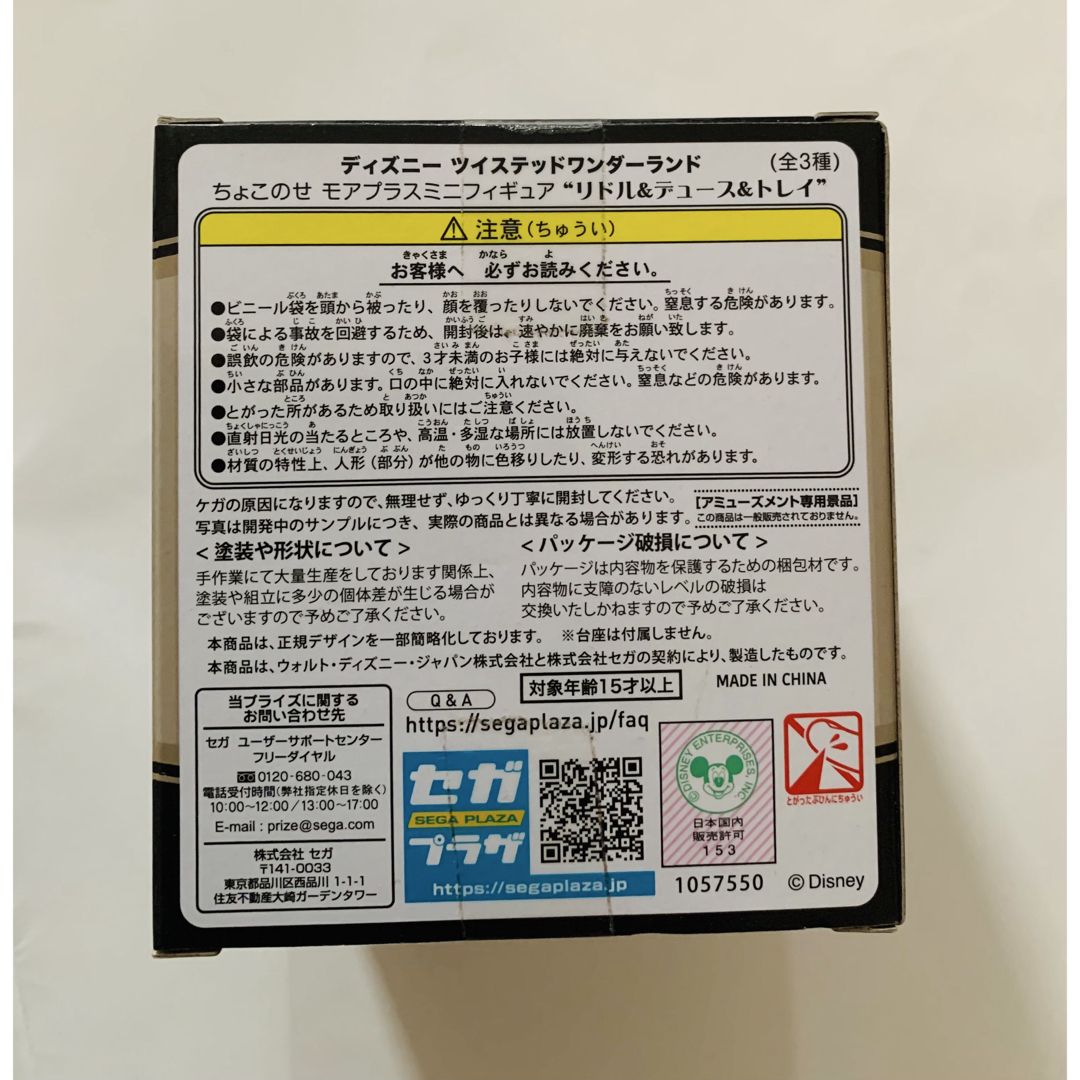 ディズニー ツイステッドワンダーランド (全3種)
ちょこのせ モアプラスミニフィギュア “リドル&デュース&トレイ”
⚠ 注意(ちゅうい)
お客様へ 必ずお読みください。
●ビニール袋を頭から被ったり、顔を覆ったりしないでください。窒息する危険があります。
●袋による事故を回避するため、開封後は、速やかに廃棄をお願い致します。
●誤飲の危険がありますので、3才未満のお子様には絶対に与えないでください。
●小さな部品があります。口の中に絶対に入れないでください。窒息などの危険があります。
●とがった所があるため取り扱いにはご注意ください。
●直射日光の当たるところや、高温・多湿な場所には放置しないでください。
●材質の特性上、人形(部分)が他の物に色移りしたり、変形する恐れがあります。
ケガの原因になりますので、無理せず、ゆっくり丁寧に開封してください。
写真は開発中のサンプルにつき、実際の商品とは異なる場合があります。
[アミューズメント専用景品]
この商品は一般販売されておりません。
<塗装や形状について>
手作業にて大量生産をしております関係上、
塗装や組立に多少の個体差が生じる場合が
ございますので予めご了承ください。
<パッケージ破損について>
パッケージは内容物を保護するための梱包材です。
内容物に支障のないレベルの破損は
交換いたしかねますので予めご了承ください。
本商品は、正規デザインを一部簡略化しております。 ※台座は付属しません。
本商品は、ウォルト・ディズニー・ジャパン株式会社と株式会社セガの契約により、製造したものです。
当プライズに関する
お問い合わせ先
セガ ユーザーサポートセンター
フリーダイヤル
0120-680-043
電話受付時間(弊社指定休日を除く)
10:00~12:00/13:00~17:00
E-mail : prize@sega.com
株式会社 セガ
〒141-0033
東京都品川区西品川 1-1-1
住友不動産大崎ガーデンタワー
Q & A
対象年齢15才以上
MADE IN CHINA
https://segaplaza.jp/faq
セガ
SEGA PLAZA
プラザ
https://segaplaza.jp
©DISNEY ENTERPRISES, INC.
日本国内
販売許可
153
とがったぶひんにちゅうい
1057550 ©Disney